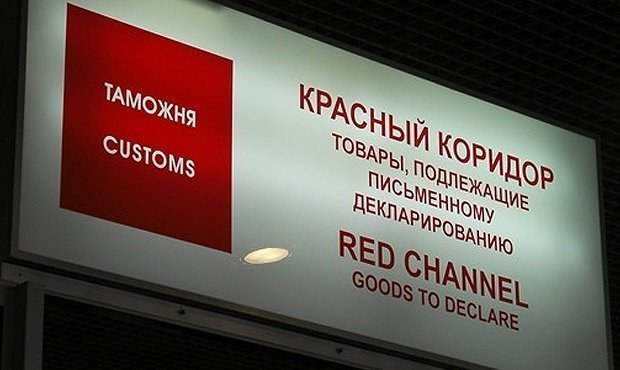 ТАМОЖНЯ
CUSTOMS
КРАСНЫЙ КОРИДОР
ТОВАРЫ, ПОДЛЕЖАЩИЕ
ПИСЬМЕННОМУ
ДЕКЛАРИРОВАНИЮ
RED CHANNEL
GOODS TO DECLARE